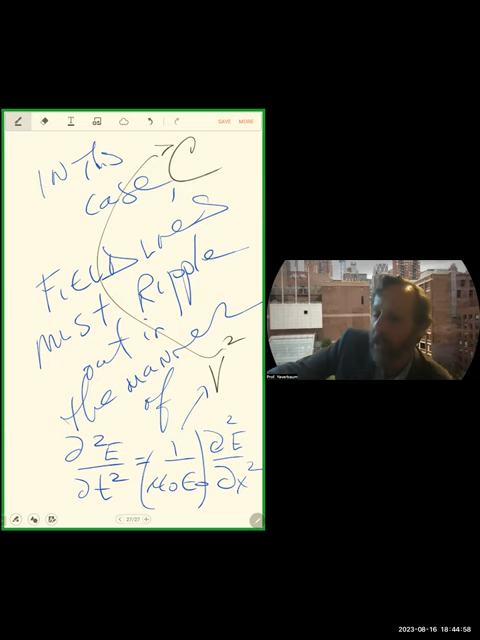 SAVE MORE
IN This
case,
C
FIELD Lines
must Ripple
out in
the manner
of
v²
∂²E/∂t² = (1/μ₀ε₀) ∂²E/∂x²
27/27
Prof. Yaverbaum
2023-08-16 18:44:58